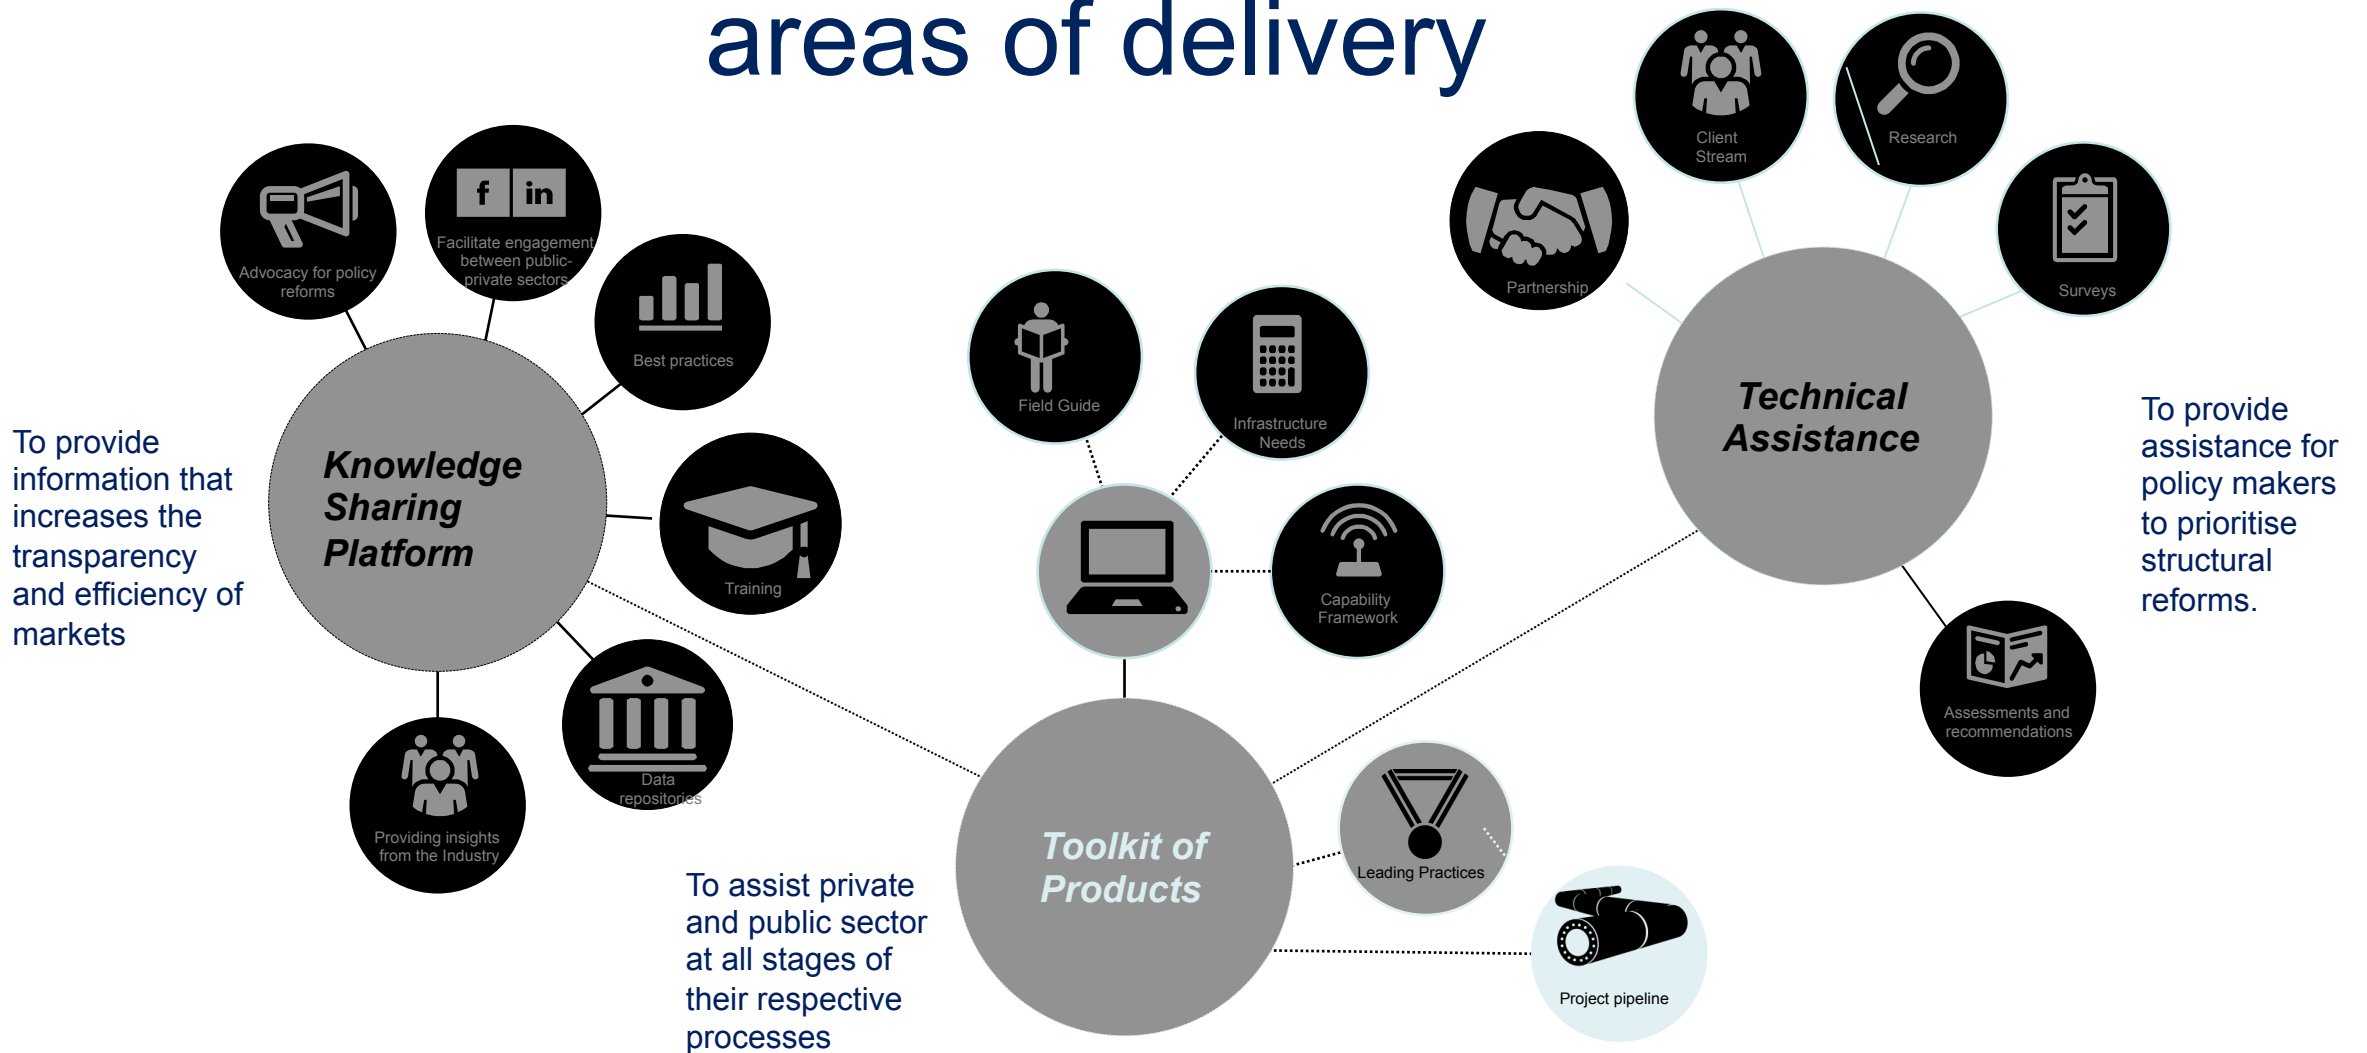 areas of delivery
Advocacy for policy
reforms
f in
Facilitate engagement
between public-
private sectors
Best practices
Knowledge
Sharing
Platform
To provide
information that
increases the
transparency
and efficiency of
markets
Training
Data
repositories
Providing insights
from the Industry
Field Guide
Infrastructure
Needs
Capability
Framework
Toolkit of
Products
To assist private
and public sector
at all stages of
their respective
processes
Leading Practices
Project pipeline
Partnership
Client
Stream
Research
Surveys
Technical
Assistance
To provide
assistance for
policy makers
to prioritise
structural
reforms.
Assessments and
recommendations